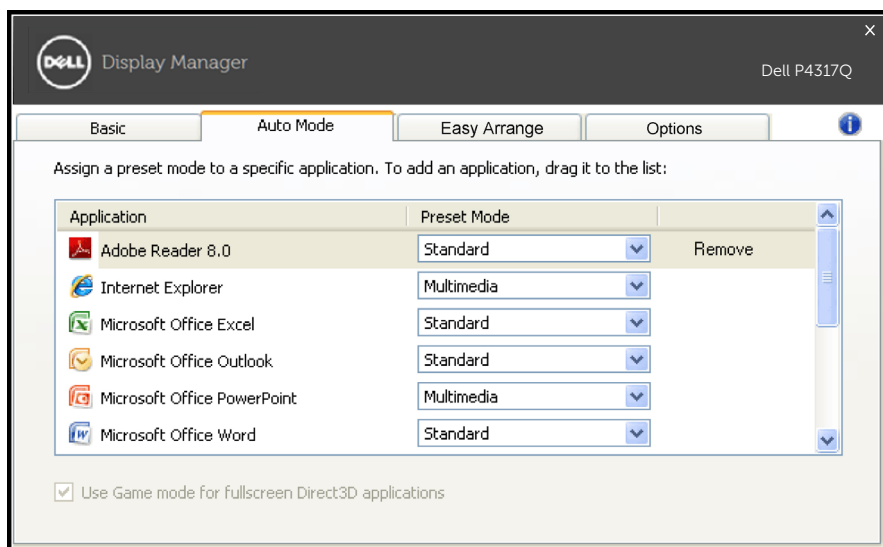 DELL Display Manager
X
Dell P4317Q
Basic Auto Mode Easy Arrange Options i
Assign a preset mode to a specific application. To add an application, drag it to the list:
Application Preset Mode
Adobe Reader 8.0 Standard Remove
Internet Explorer Multimedia
Microsoft Office Excel Standard
Microsoft Office Outlook Standard
Microsoft Office PowerPoint Multimedia
Microsoft Office Word Standard
Use Game mode for fullscreen Direct3D applications